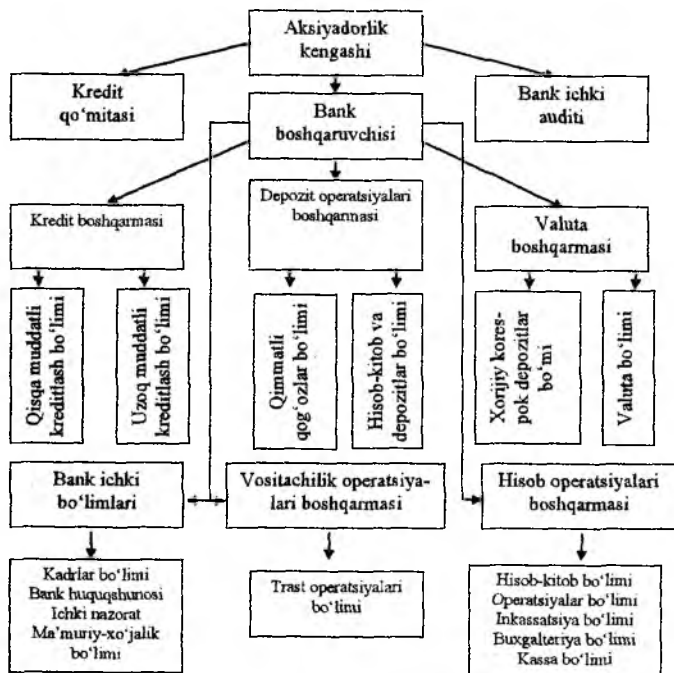 Aksiyadorlik
kengashi
Kredit
qo‘mitasi
Bank
boshqaruvchisi
Bank ichki
auditi
Kredit boshqarmasi
Depozit operatsiyalari
boshqannasi
Valuta
boshqarmasi
Qisqa muddatli
kreditlash bo‘limi
Uzoq muddatli
kreditlash bo‘limi
Qimmatli
qog‘ozlar bo‘limi
Hisob-kitob va
depozitlar bo‘limi
Xorijiy kores-
pok depozitlar
bo‘mi
Valuta bo‘limi
Bank ichki
bo‘limlari
Vositachilik operatsiya-
lari boshqarmasi
Hisob operatsiyalari
boshqarmasi
Kadrlar bo‘limi
Bank huquqshunosi
Ichki nazorat
Ma’muriy-xo‘jalik
bo‘limi
Trast operatsiyalari
bo‘limi
Hisob-kitob bo‘limi
Operatsiyalar bo‘limi
Inkassatsiya bo‘limi
Buxgalteriya bo‘limi
Kassa bo‘limi